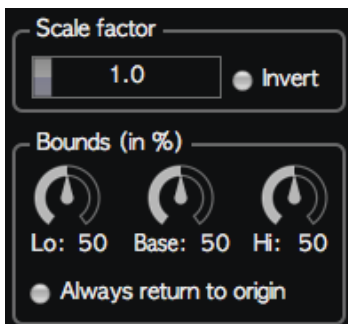 Scale factor
1.0 Invert
Bounds (in %)
Lo: 50 Base: 50 Hi: 50
Always return to origin